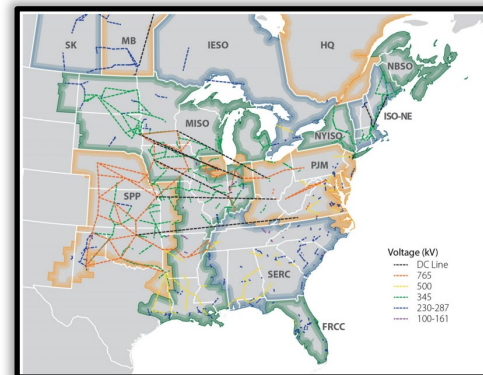 SK
MB
IESO
HQ
NBSO
MISO
ISO-NE
NYISO
PJM
SPP
SERC
FRCC
Voltage (kV)
DC Line
765
500
345
230-287
100-161